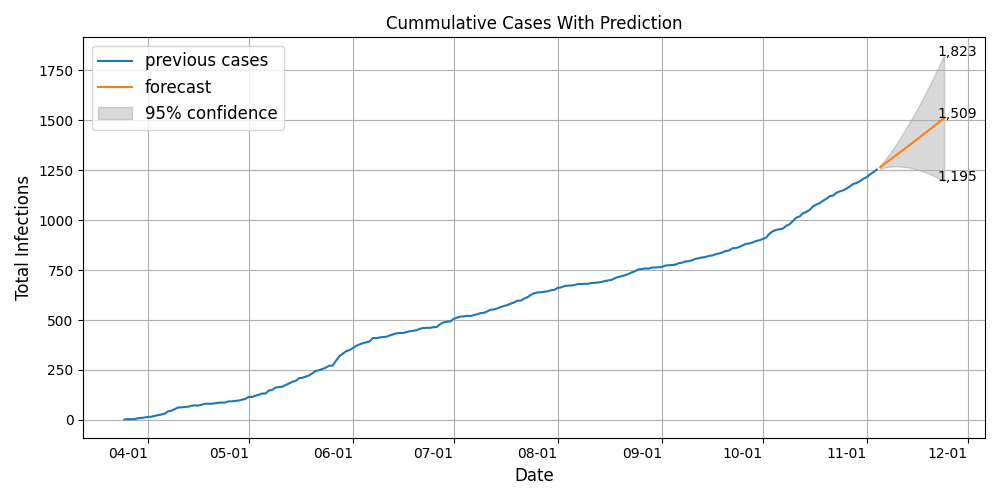 Cummulative Cases With Prediction
previous cases
forecast
95% confidence
1,823
1,509
1,195
1750
1500
1250
1000
750
500
250
0
Total Infections
04-01 05-01 06-01 07-01 08-01 09-01 10-01 11-01 12-01
Date